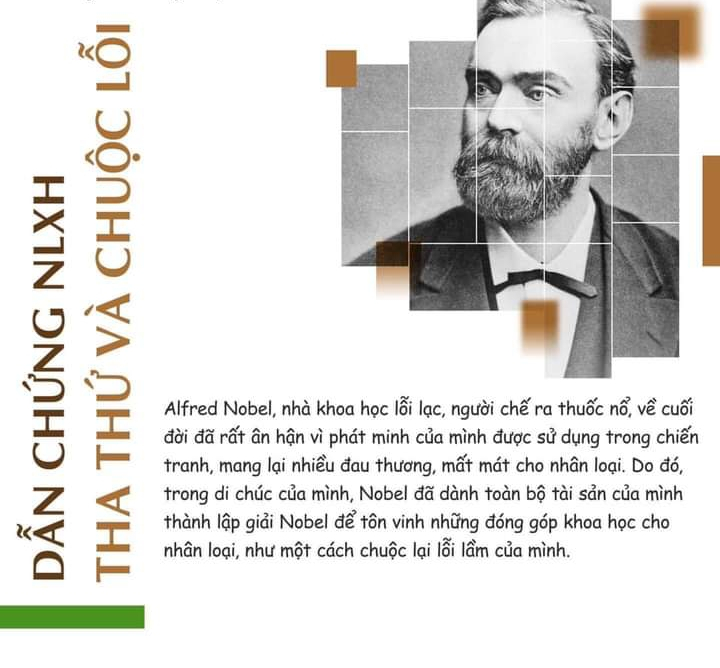 DẪN CHỨNG NLXH
THA THỨ VÀ CHUỘC LỖI
Alfred Nobel, nhà khoa học lỗi lạc, người chế ra thuốc nổ, về cuối
đời đã rất ân hận vì phát minh của mình được sử dụng trong chiến
tranh, mang lại nhiều đau thương, mất mát cho nhân loại. Do đó,
trong di chúc của mình, Nobel đã dành toàn bộ tài sản của mình
thành lập giải Nobel để tôn vinh những đóng góp khoa học cho
nhân loại, như một cách chuộc lại lỗi lầm của mình.